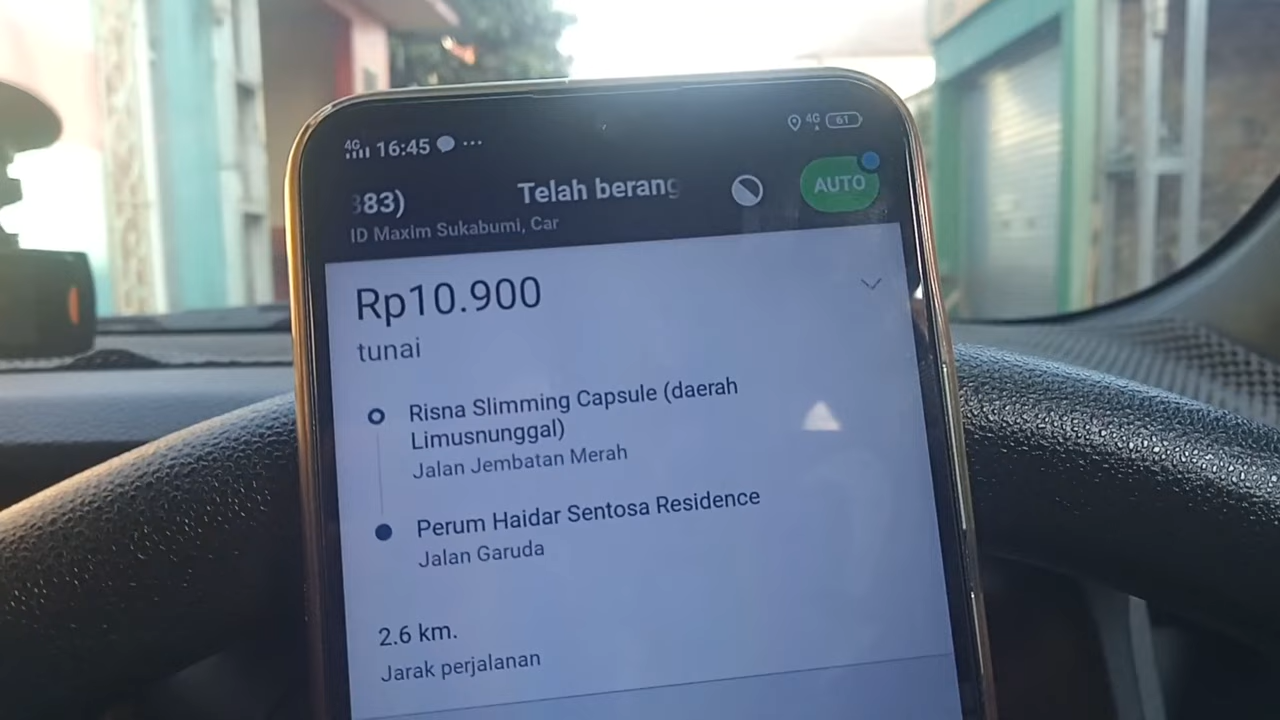 4G 16:45 ...
4G 61
383) Telah berang
AUTO
ID Maxim Sukabumi, Car
Rp10.900
tunai
Risna Slimming Capsule (daerah
Limusnunggal)
Jalan Jembatan Merah
Perum Haidar Sentosa Residence
Jalan Garuda
2.6 km.
Jarak perjalanan